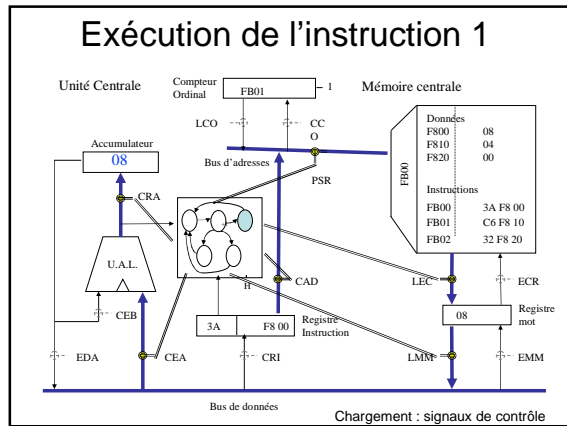 Exécution de l'instruction 1
Unité Centrale
Compteur
Ordinal
FB01
1
Mémoire centrale
LCO
CC
O
Accumulateur
08
Bus d'adresses
PSR
FB00
Données
F800 08
F810 04
F820 00
Instructions
FB00 3A F8 00
FB01 C6 F8 10
FB02 32 F8 20
CRA
U.A.L.
H
CAD
LEC
ECR
CEB
3A F8 00
Registre
Instruction
08
Registre
mot
EDA
CEA
CRI
LMM
EMM
Bus de données
Chargement : signaux de contrôle